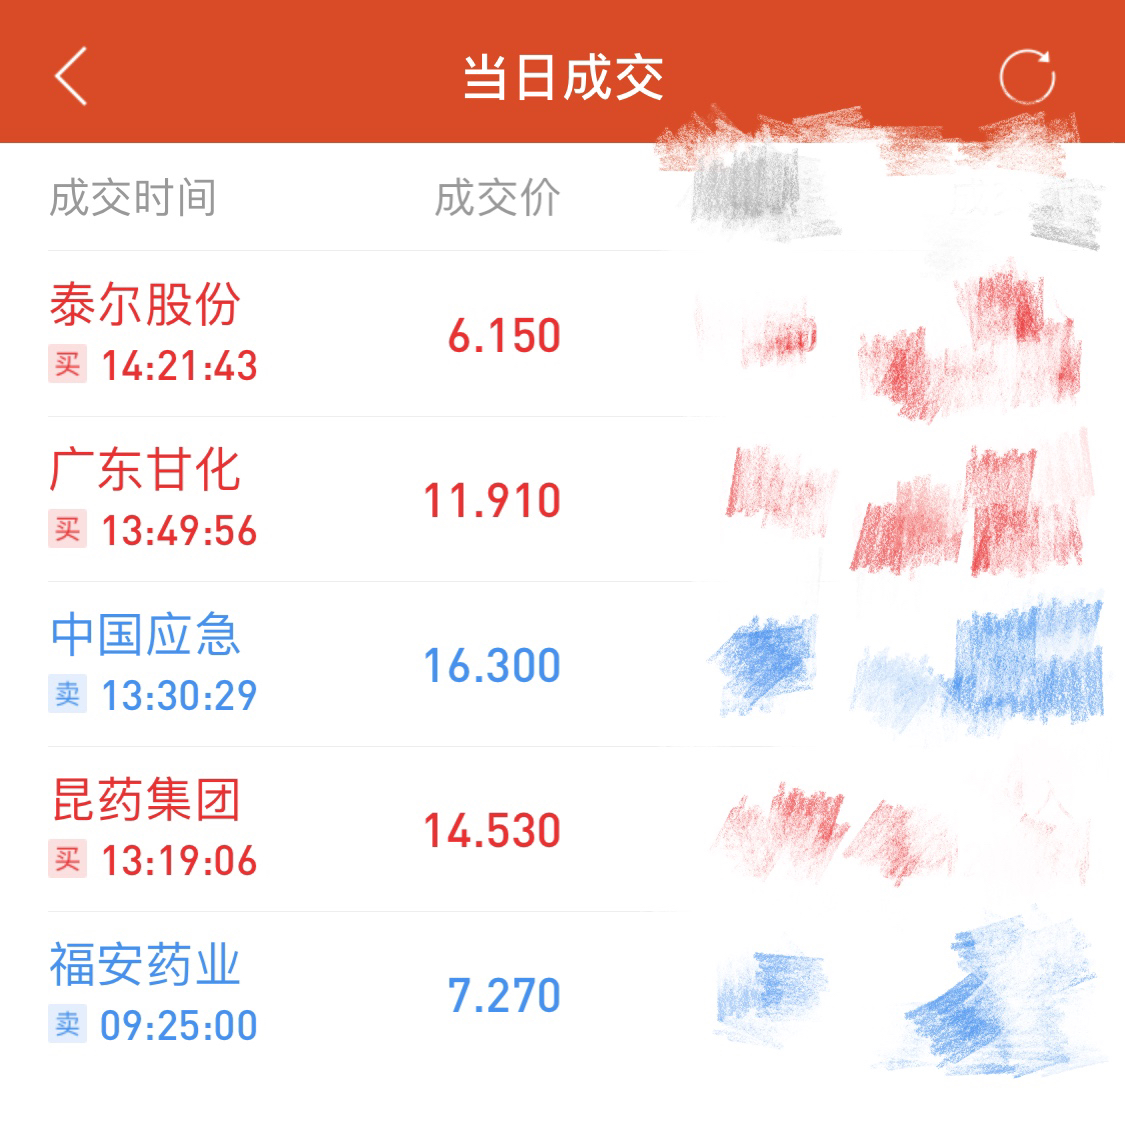 当日成交
成交时间 成交价
泰尔股份
买 14:21:43 6.150
广东甘化
买 13:49:56 11.910
中国应急
卖 13:30:29 16.300
昆药集团
买 13:19:06 14.530
福安药业
卖 09:25:00 7.270